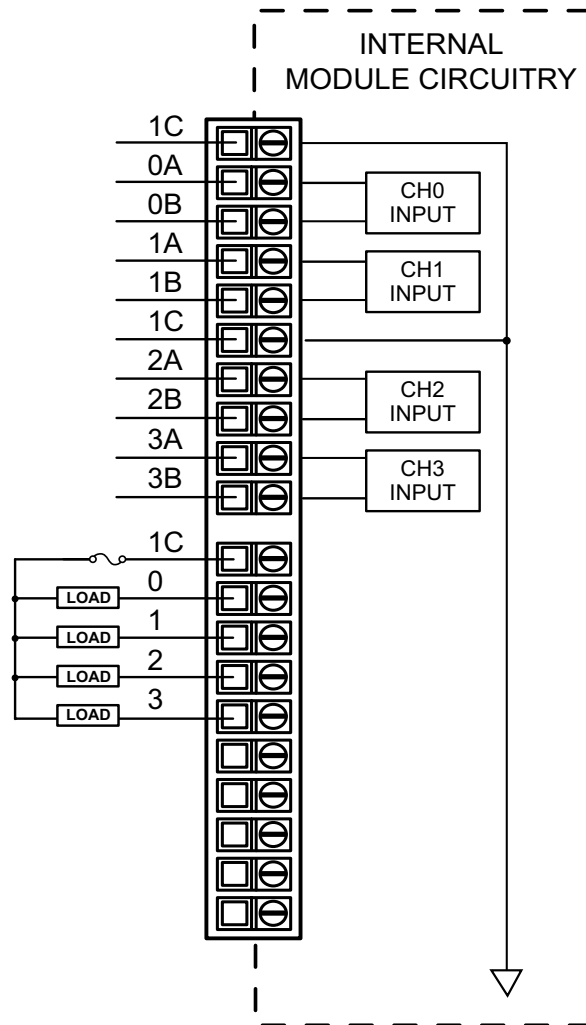 INTERNAL
MODULE CIRCUITRY
1C
0A
0B
CH0
INPUT
1A
1B
CH1
INPUT
1C
2A
2B
CH2
INPUT
3A
3B
CH3
INPUT
1C
0
LOAD
1
LOAD
2
LOAD
3
LOAD